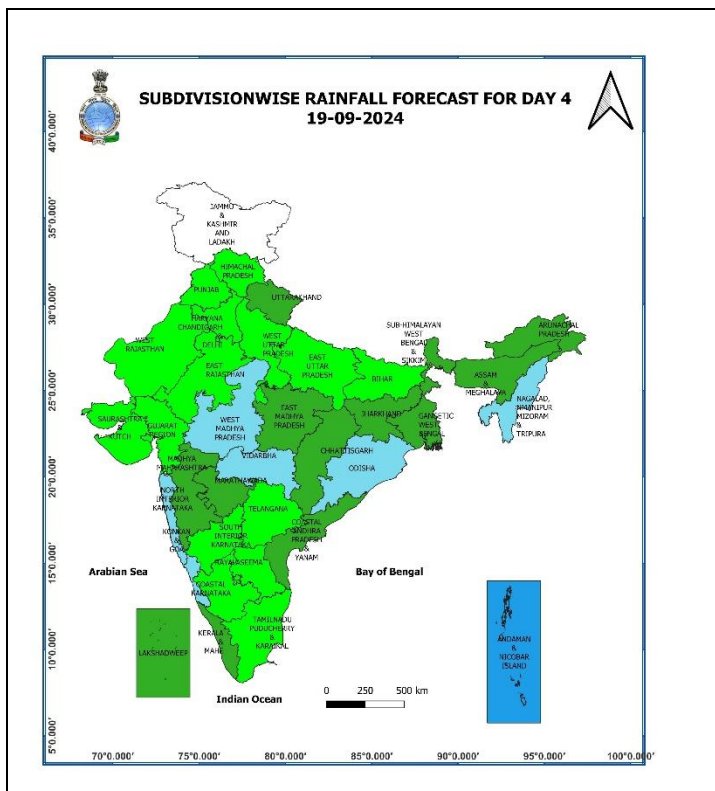 SUBDIVISIONWISE RAINFALL FORECAST FOR DAY 4
19-09-2024
40°0.000'
35°0.000'
30°0.000'
25°0.000'
20°0.000'
15°0.000'
10°0.000'
5°0.000'
JAMMO
&
KASHMIR
AND
LADAKH
HIMACHAL
PRADESH
PUNJAB
UTTARAKHAND
HARYANA
CHANDIGARH
&
DELHI
WEST
RAJASTHAN
WEST
UTTAR
PRADESH
EAST
RAJASTHAN
EAST
UTTAR
PRADESH
SUB-HIMALAYAN
WEST
BENGAL
&
SIKKIM
ARUNACHAL
PRADESH
ASSAM
&
MEGHALAYA
BIHAR
NAGALAD,
NMANIPUR
MIZORAM
&
TRIPURA
SAURASHTRA
&
KUTCH
GUJARAT
REGION
WEST
MADHYA
PRADESH
EAST
MADHYA
PRADESH
JHARKHAND
GANGETIC
WEST
BENGAL
CHHATTISGARH
ODISHA
VIDARBHA
MADHYA
MAHARASHTRA
MARATHAWADA
NORTH
INTERIOR
KARNATAKA
TELANGANA
KONKAN
&
GOA
SOUTH
INTERIOR
KARNATAKA
COASTAL
ANDHRA
PRADESH
&
YANAM
RAYALASEEMA
COASTAL
KARNATAKA
Arabian Sea
Bay of Bengal
TAMILNADU
PUDUCHERRY
&
KARAIKAL
KERALA
&
MAHE
LAKSHADWEEP
ANDAMAN
&
NICOBAR
ISLAND
Indian Ocean
0 250 500 km
70°0.000' 75°0.000' 80°0.000' 85°0.000' 90°0.000' 95°0.000' 100°0.000'